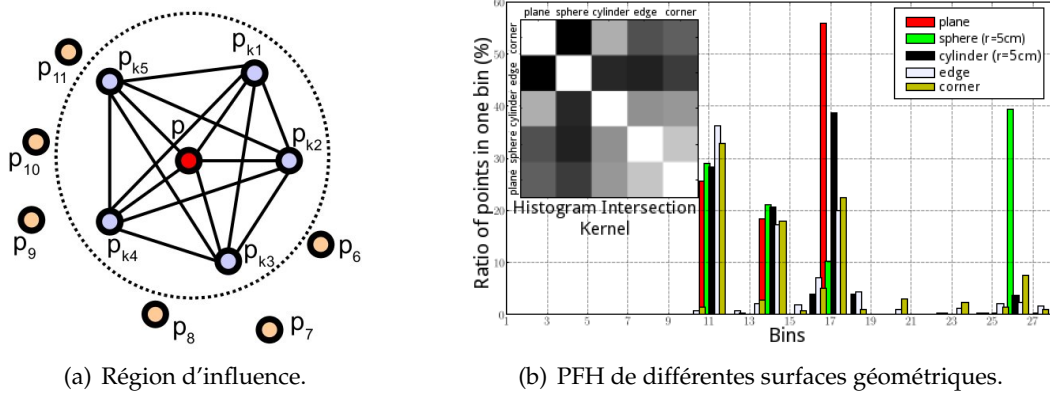 p11
pk5
pk1
p
pk2
p10
p9
pk4
pk3
p6
p8
p7
(a) Région d'influence.
Ratio of points in one bin (%)
60
50
40
30
20
10
0
plane sphere cylinder edge corner
corner
edge
cylinder
sphere
plane
Histogram Intersection
Kernel
plane
sphere (r=5cm)
cylinder (r=5cm)
edge
corner
1 3 5 7 9 11 13 15 17 19 21 23 25 27
Bins
(b) PFH de différentes surfaces géométriques.